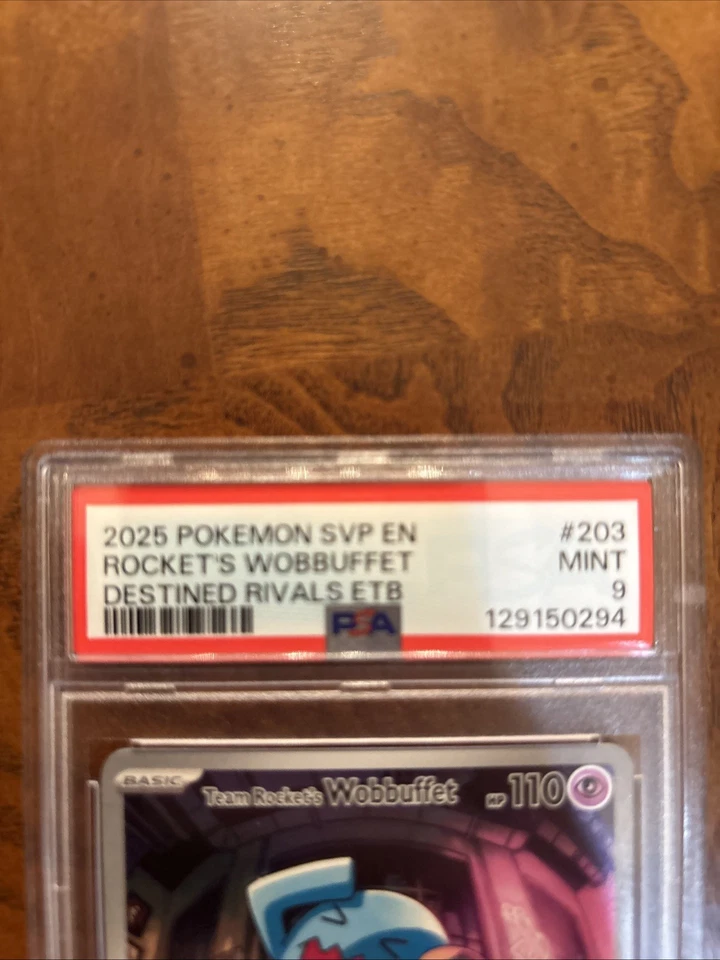 2025 POKEMON SVP EN #203
ROCKET'S WOBBUFFET MINT
DESTINED RIVALS ETB 9
PSA 129150294
BASIC Team Rocket's Wobbuffet HP 110